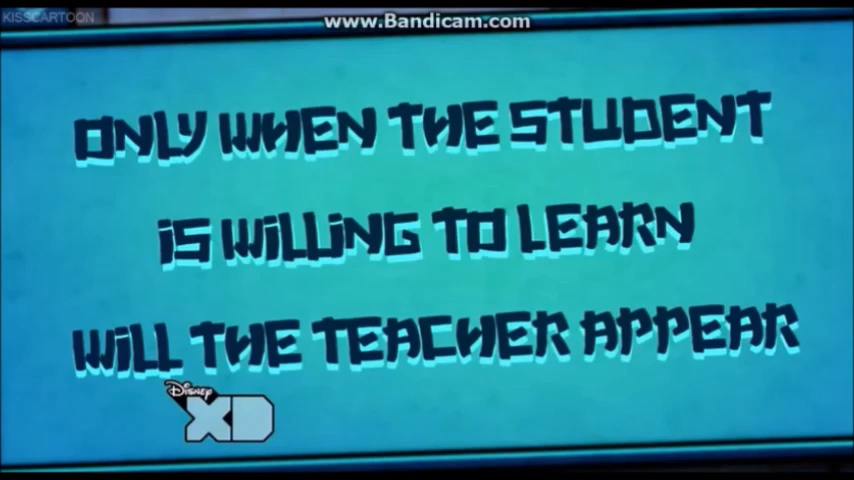 KISSCARTOON
www.Bandicam.com
ONLY WHEN THE STUDENT
IS WILLING TO LEARN
WILL THE TEACHER APPEAR
DISNEY
XD